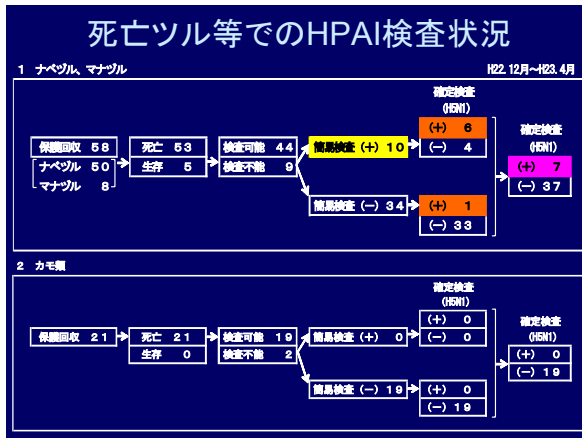 死亡ツル等でのHPAI検査状況
1 ナベヅル、マナヅル
H22.12月~H23.4月
確定検査
(H5N1)
(+) 6
(-) 4
確定検査
(H5N1)
保護回収 58
死亡 53
検査可能 44
簡易検査(+) 10
ナベヅル 50
生存 5
検査不能 9
(+) 7
マナヅル 8
(-) 37
簡易検査(-) 34
(+) 1
(-) 33
2 カモ類
確定検査
(H5N1)
(+) 0
(-) 0
確定検査
(H5N1)
保護回収 21
死亡 21
検査可能 19
簡易検査(+) 0
生存 0
検査不能 2
(+) 0
(-) 19
簡易検査(-) 19
(+) 0
(-) 19